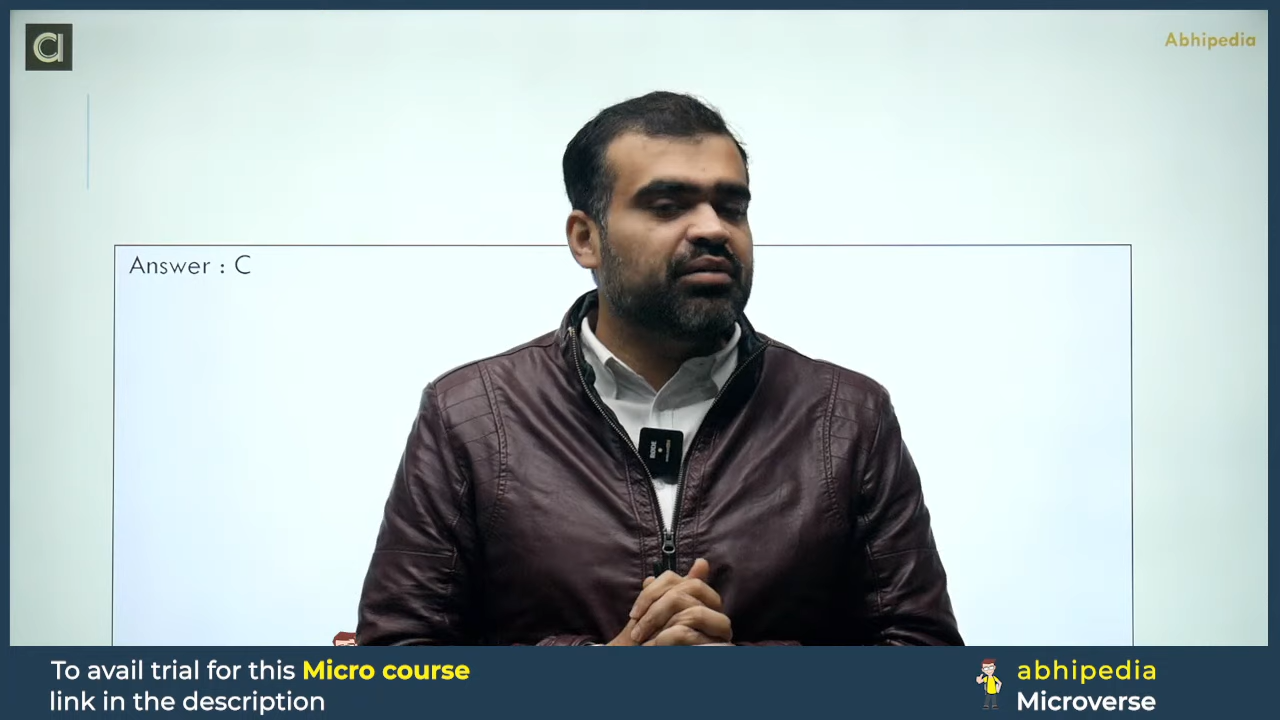 Abhipedia
Answer : C
To avail trial for this Micro course
link in the description
abhipedia
Microverse